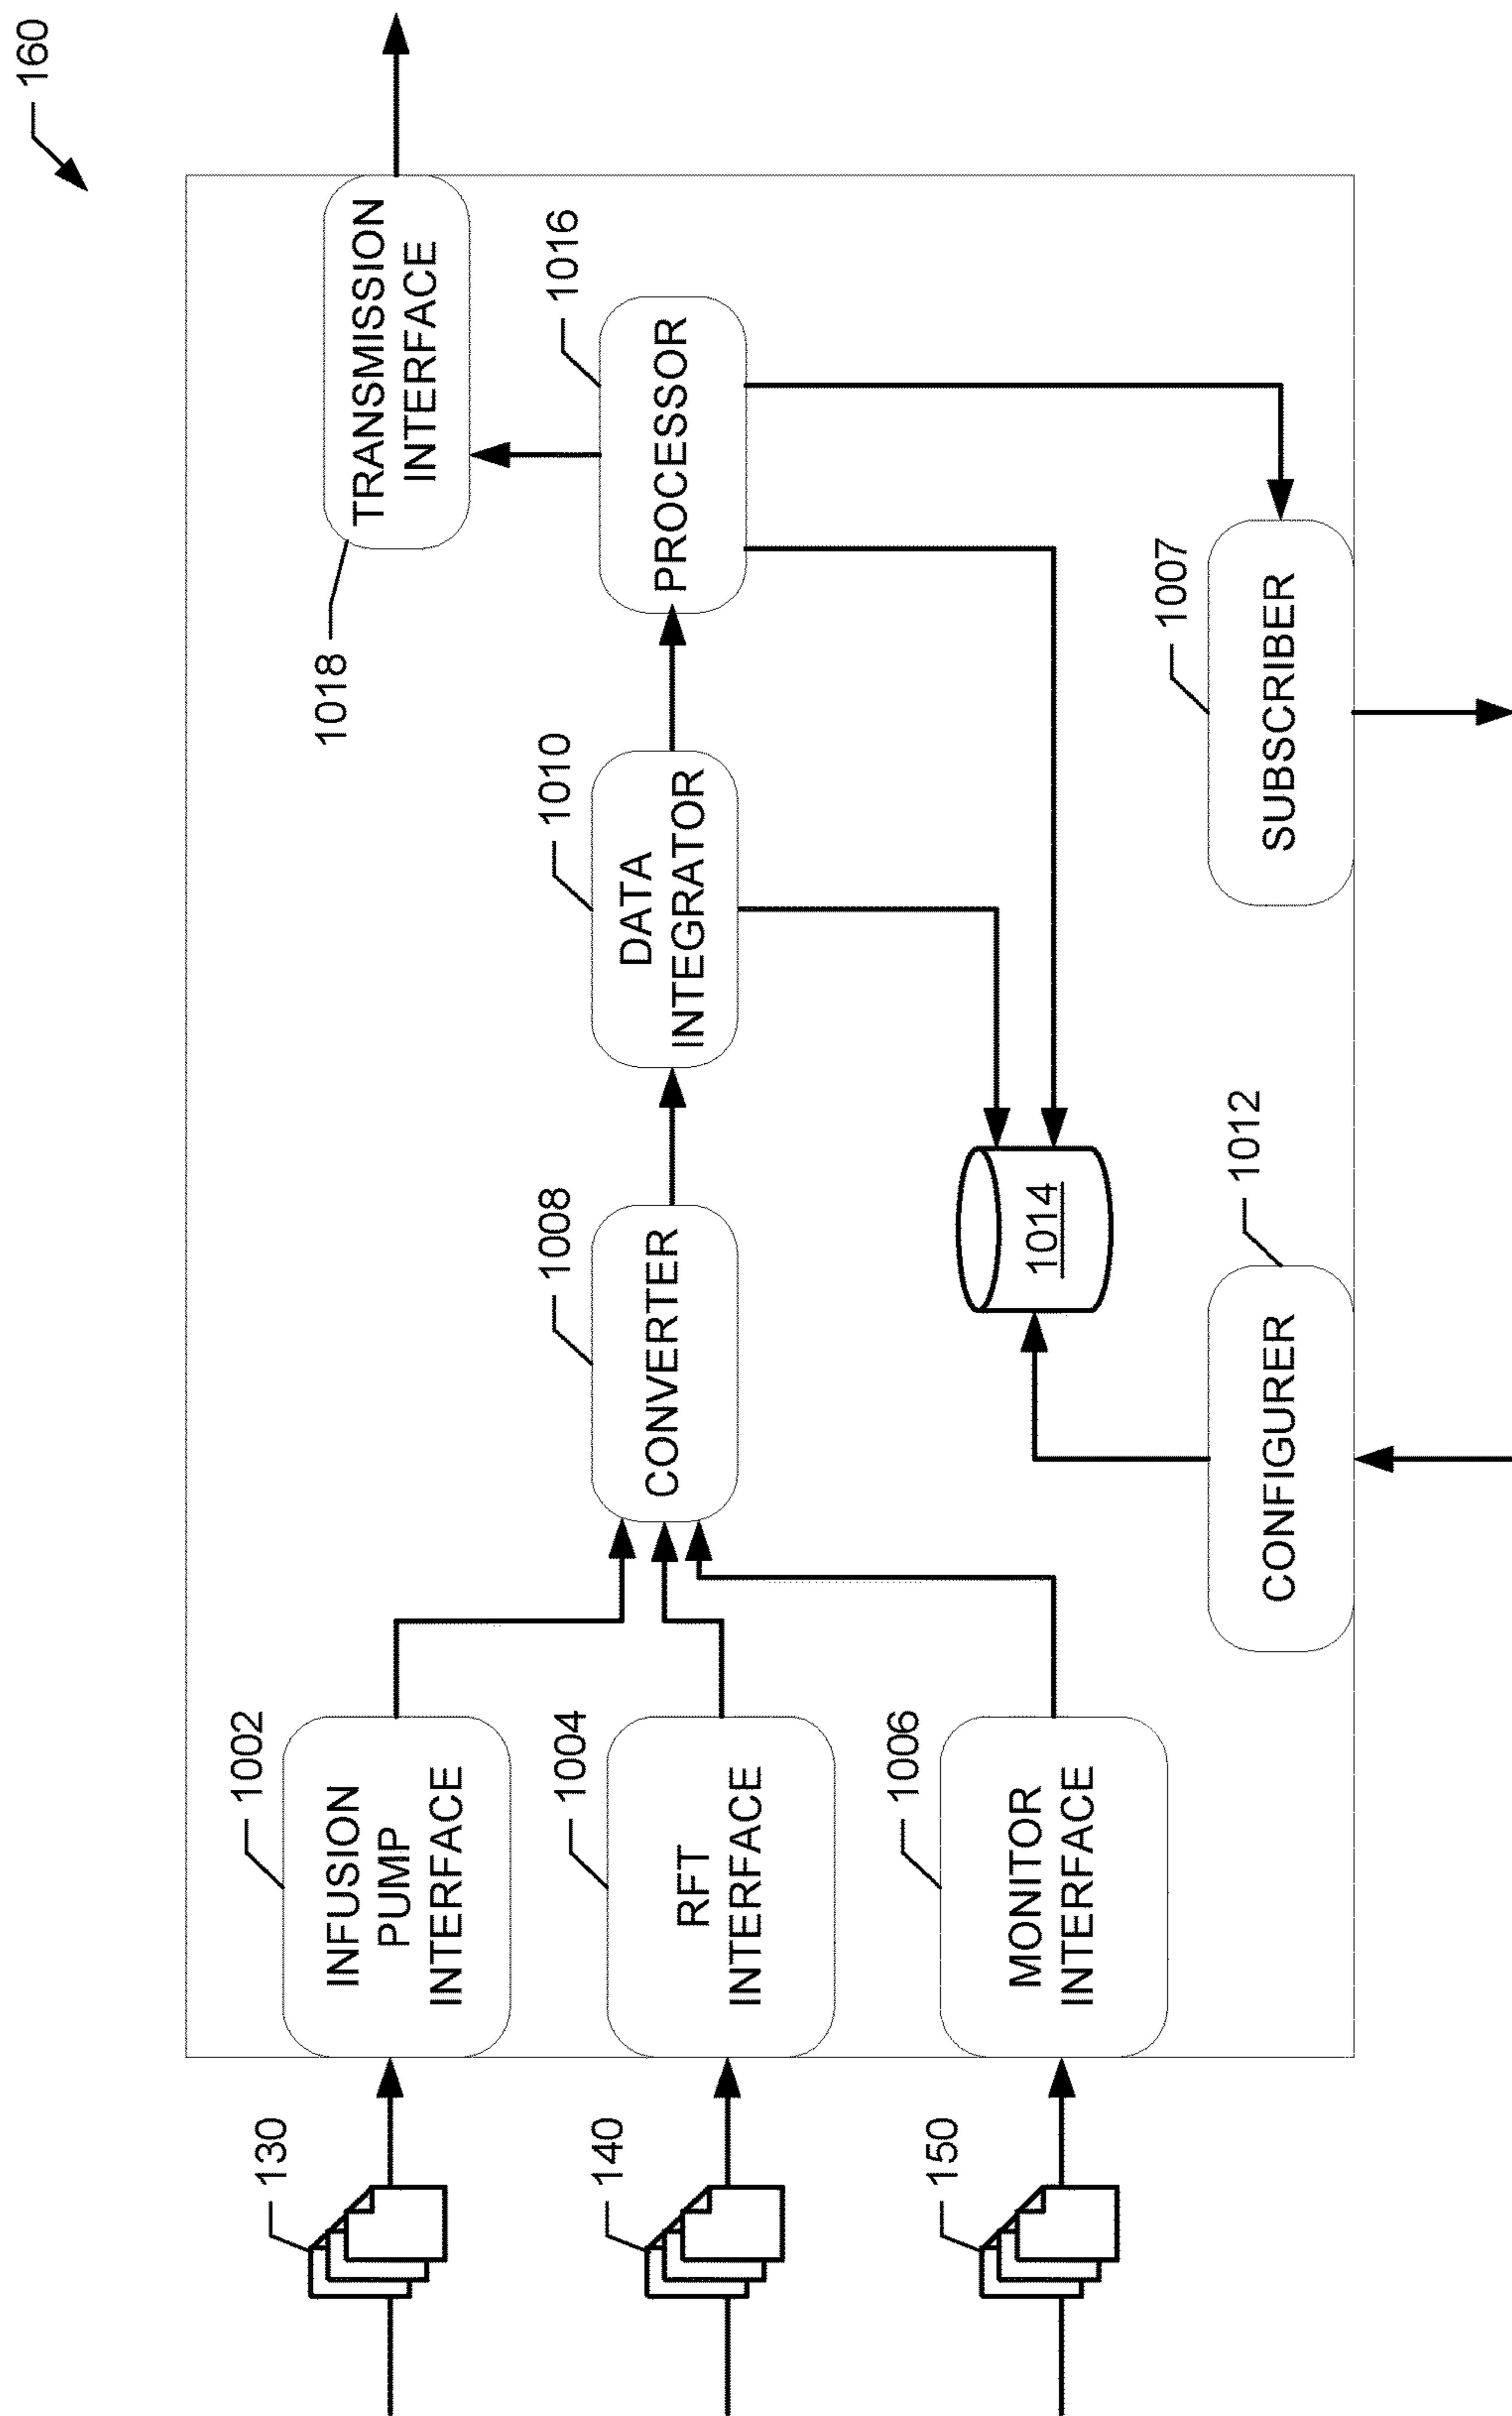 160
TRANSMISSION
INTERFACE
1018
1016
PROCESSOR
1010
DATA
INTEGRATOR
1007
SUBSCRIBER
1008
CONVERTER
1014
1012
CONFIGURER
1002
INFUSION
PUMP
INTERFACE
1004
RFT
INTERFACE
1006
MONITOR
INTERFACE
130
140
150